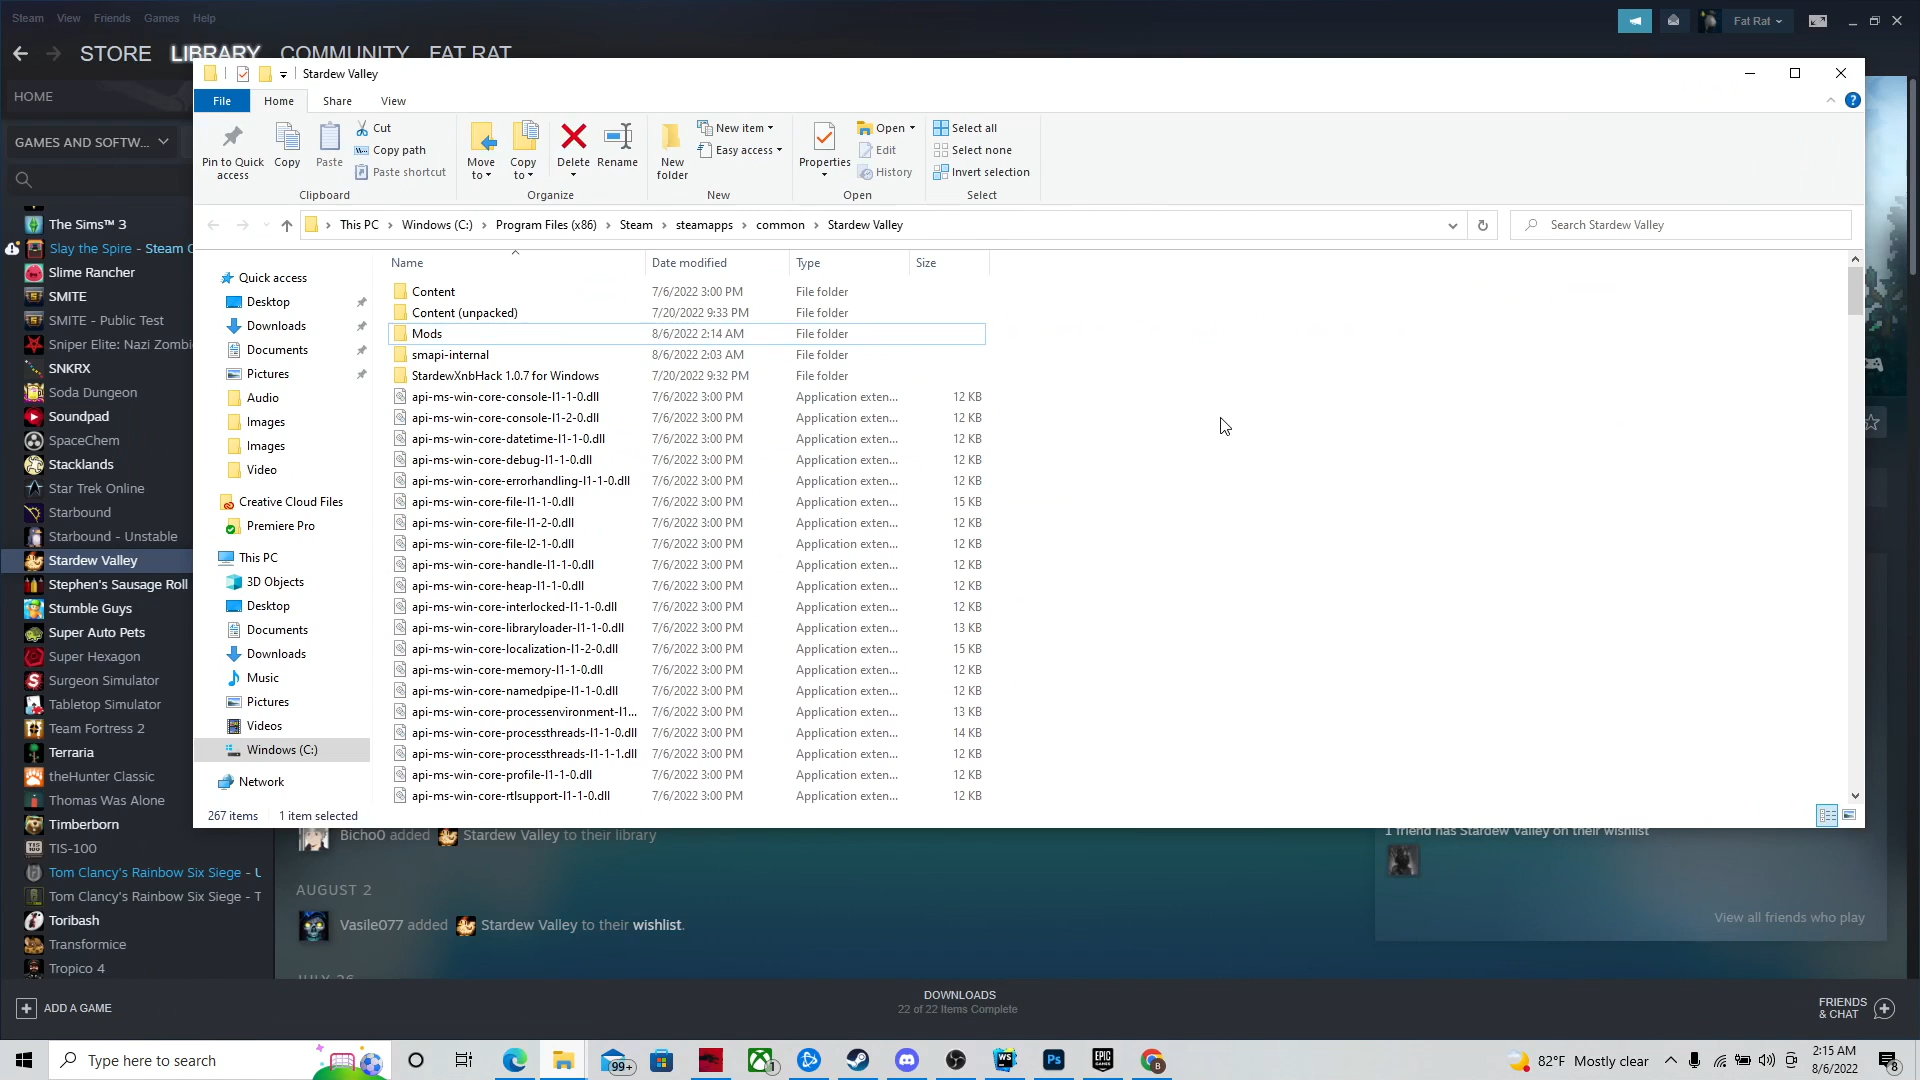 Steam View Friends Games Help
Fat Rat
STORE LIBRARY COMMUNITY FAT RAT
HOME
GAMES AND SOFTW...
The Sims™ 3
Slay the Spire - Steam C
Slime Rancher
SMITE
SMITE - Public Test
Sniper Elite: Nazi Zombi
SNKRX
Soda Dungeon
Soundpad
SpaceChem
Stacklands
Star Trek Online
Starbound
Starbound - Unstable
Stardew Valley
Stephen's Sausage Roll
Stumble Guys
Super Auto Pets
Super Hexagon
Surgeon Simulator
Tabletop Simulator
Team Fortress 2
Terraria
theHunter Classic
Thomas Was Alone
Timberborn
TIS-100
Tom Clancy's Rainbow Six Siege - U
Tom Clancy's Rainbow Six Siege - T
Toribash
Transformice
Tropico 4
Stardew Valley
File Home Share View
Pin to Quick access
Copy
Paste
Cut
Copy path
Paste shortcut
Clipboard
Move to
Copy to
Delete
Rename
Organize
New folder
New item
Easy access
New
Properties
Open
Edit
History
Open
Select all
Select none
Invert selection
Select
This PC > Windows (C:) > Program Files (x86) > Steam > steamapps > common > Stardew Valley
Search Stardew Valley
Quick access
Desktop
Downloads
Documents
Pictures
Audio
Images
Images
Video
Creative Cloud Files
Premiere Pro
This PC
3D Objects
Desktop
Documents
Downloads
Music
Pictures
Videos
Windows (C:)
Network
Name Date modified Type Size
Content 7/6/2022 3:00 PM File folder
Content (unpacked) 7/20/2022 9:33 PM File folder
Mods 8/6/2022 2:14 AM File folder
smapi-internal 8/6/2022 2:03 AM File folder
StardewXnbHack 1.0.7 for Windows 7/20/2022 9:32 PM File folder
api-ms-win-core-console-l1-1-0.dll 7/6/2022 3:00 PM Application exten... 12 KB
api-ms-win-core-console-l1-2-0.dll 7/6/2022 3:00 PM Application exten... 12 KB
api-ms-win-core-datetime-l1-1-0.dll 7/6/2022 3:00 PM Application exten... 12 KB
api-ms-win-core-debug-l1-1-0.dll 7/6/2022 3:00 PM Application exten... 12 KB
api-ms-win-core-errorhandling-l1-1-0.dll 7/6/2022 3:00 PM Application exten... 12 KB
api-ms-win-core-file-l1-1-0.dll 7/6/2022 3:00 PM Application exten... 15 KB
api-ms-win-core-file-l1-2-0.dll 7/6/2022 3:00 PM Application exten... 12 KB
api-ms-win-core-file-l2-1-0.dll 7/6/2022 3:00 PM Application exten... 12 KB
api-ms-win-core-handle-l1-1-0.dll 7/6/2022 3:00 PM Application exten... 12 KB
api-ms-win-core-heap-l1-1-0.dll 7/6/2022 3:00 PM Application exten... 12 KB
api-ms-win-core-interlocked-l1-1-0.dll 7/6/2022 3:00 PM Application exten... 12 KB
api-ms-win-core-libraryloader-l1-1-0.dll 7/6/2022 3:00 PM Application exten... 13 KB
api-ms-win-core-localization-l1-2-0.dll 7/6/2022 3:00 PM Application exten... 15 KB
api-ms-win-core-memory-l1-1-0.dll 7/6/2022 3:00 PM Application exten... 12 KB
api-ms-win-core-namedpipe-l1-1-0.dll 7/6/2022 3:00 PM Application exten... 12 KB
api-ms-win-core-processenvironment-l1... 7/6/2022 3:00 PM Application exten... 13 KB
api-ms-win-core-processthreads-l1-1-0.dll 7/6/2022 3:00 PM Application exten... 14 KB
api-ms-win-core-processthreads-l1-1-1.dll 7/6/2022 3:00 PM Application exten... 12 KB
api-ms-win-core-profile-l1-1-0.dll 7/6/2022 3:00 PM Application exten... 12 KB
api-ms-win-core-rtlsupport-l1-1-0.dll 7/6/2022 3:00 PM Application exten... 12 KB
267 items 1 item selected
Bicho0 added Stardew Valley to their library
AUGUST 2
Vasile077 added Stardew Valley to their wishlist.
1 friend has Stardew Valley on their wishlist
View all friends who play
ADD A GAME
DOWNLOADS
22 of 22 Items Complete
FRIENDS
& CHAT
Type here to search
99+
1
82°F Mostly clear
2:15 AM
8/6/2022
8